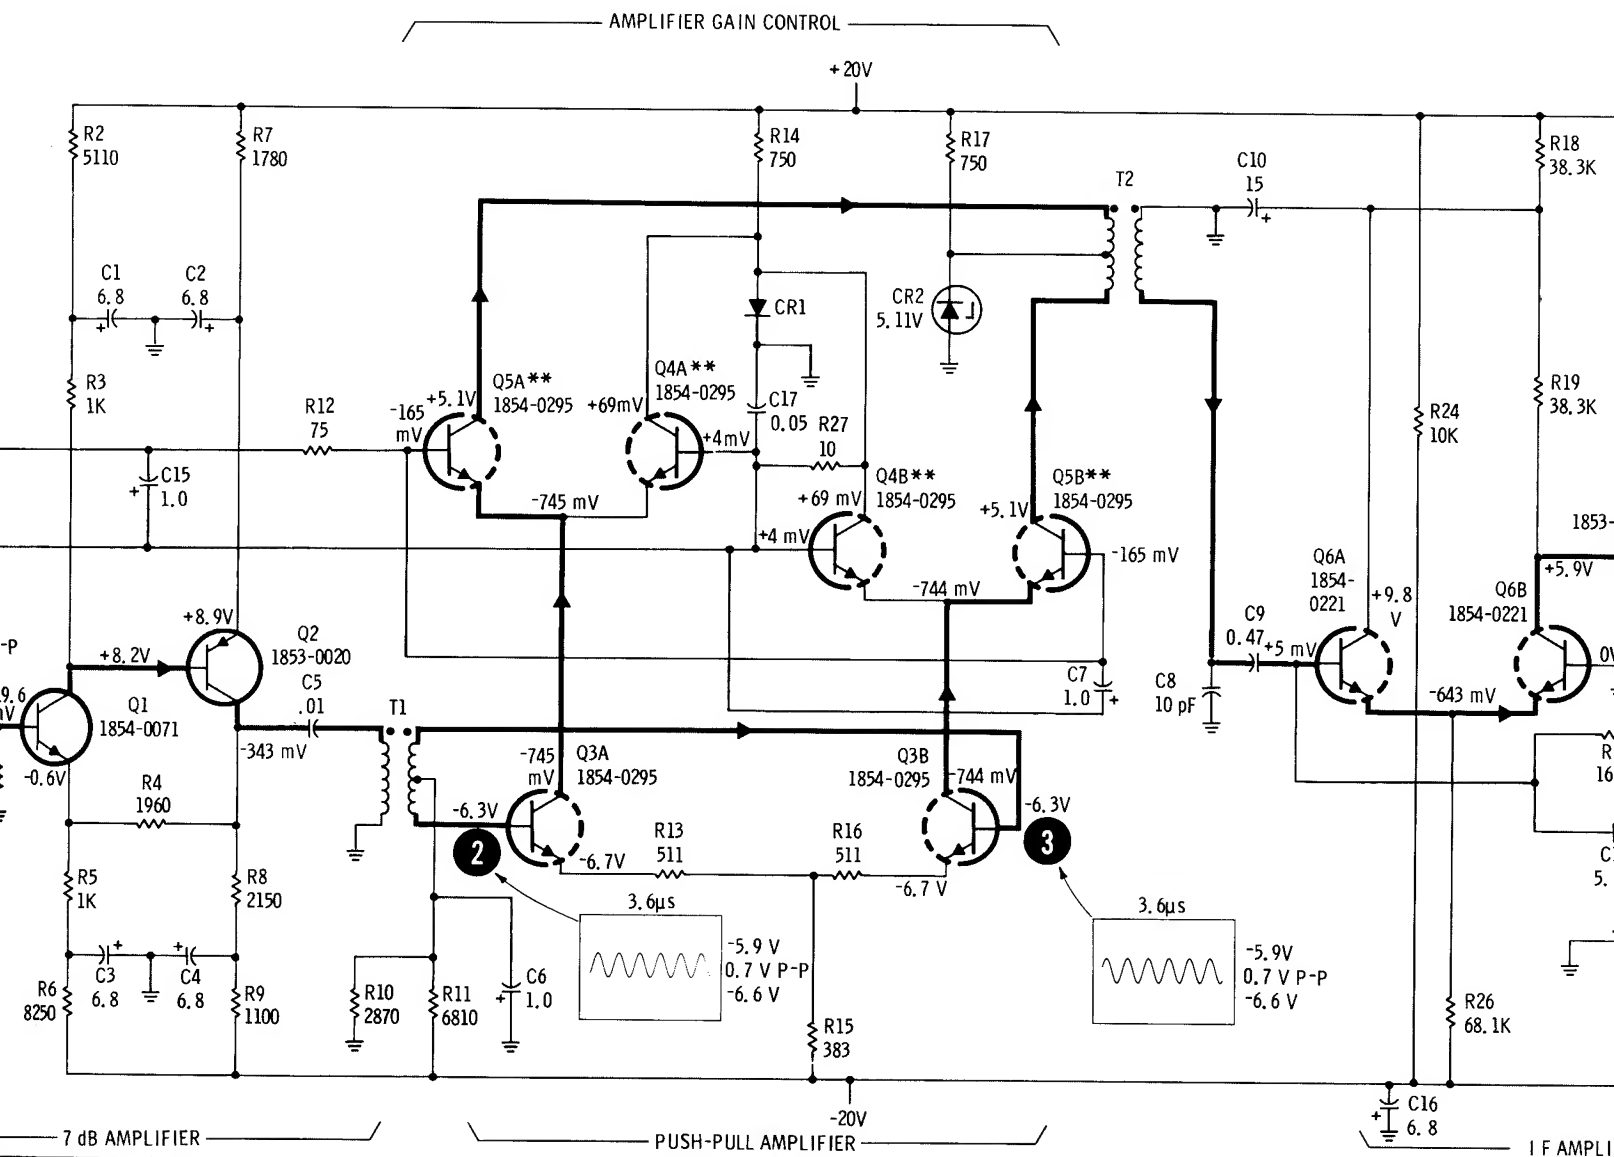 AMPLIFIER GAIN CONTROL
+20V
R2
5110
R7
1780
R14
750
R17
750
R18
38.3K
C10
15
+
T2
C1
6.8
+
C2
6.8
+
CR1
CR2
5.11V
R3
1K
R12
75
-165
mV
+5.1V
Q5A**
1854-0295
+69mV
Q4A**
1854-0295
+4mV
C17
0.05
R27
10
R24
10K
R19
38.3K
C15
1.0
+
-745 mV
+69 mV
Q4B**
1854-0295
+5.1V
Q5B**
1854-0295
+4 mV
-165 mV
-744 mV
1853-
+5.9V
Q6A
1854-
0221
+9.8
V
Q6B
1854-0221
-P
+8.9V
Q2
1853-0020
+8.2V
C9
0.47
+5 mV
0V
C7
1.0
+
C8
10 pF
-643 mV
9.6
Q1
1854-0071
-0.6V
C5
.01
-343 mV
T1
-745
mV
Q3A
1854-0295
Q3B
1854-0295
-744 mV
R4
1960
-6.3V
2
-6.3V
3
R
16
R13
511
R16
511
-6.7V
-6.7 V
R5
1K
R8
2150
C
5.
3.6µs
-5.9 V
0.7 V P-P
-6.6 V
3.6µs
-5.9V
0.7 V P-P
-6.6 V
C3
6.8
+
C4
6.8
+
R6
8250
R9
1100
R10
2870
R11
6810
C6
1.0
+
R15
383
R26
68.1K
-20V
C16
6.8
+
7 dB AMPLIFIER
PUSH-PULL AMPLIFIER
I F AMPLI